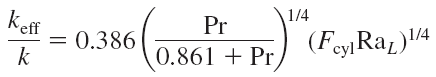 k_eff/k = 0.386 (Pr/(0.861 + Pr))^{1/4} (F_cyl Ra_L)^{1/4}